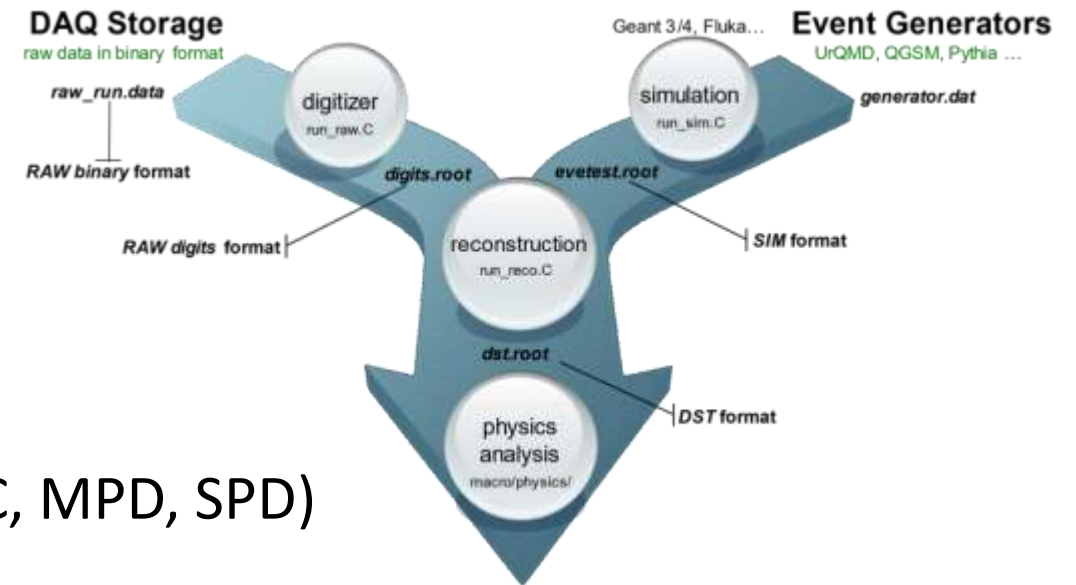 DAQ Storage
raw data in binary format
raw_run.data
RAW binary format
digitizer
run_raw.C
digits.root
RAW digits format
Geant 3/4, Fluka...
Event Generators
UrQMD, QGSM, Pythia ...
simulation
run_sim.C
generator.dat
evetest.root
SIM format
reconstruction
run_reco.C
dst.root
DST format
physics
analysis
macro/physics/
, MPD, SPD)